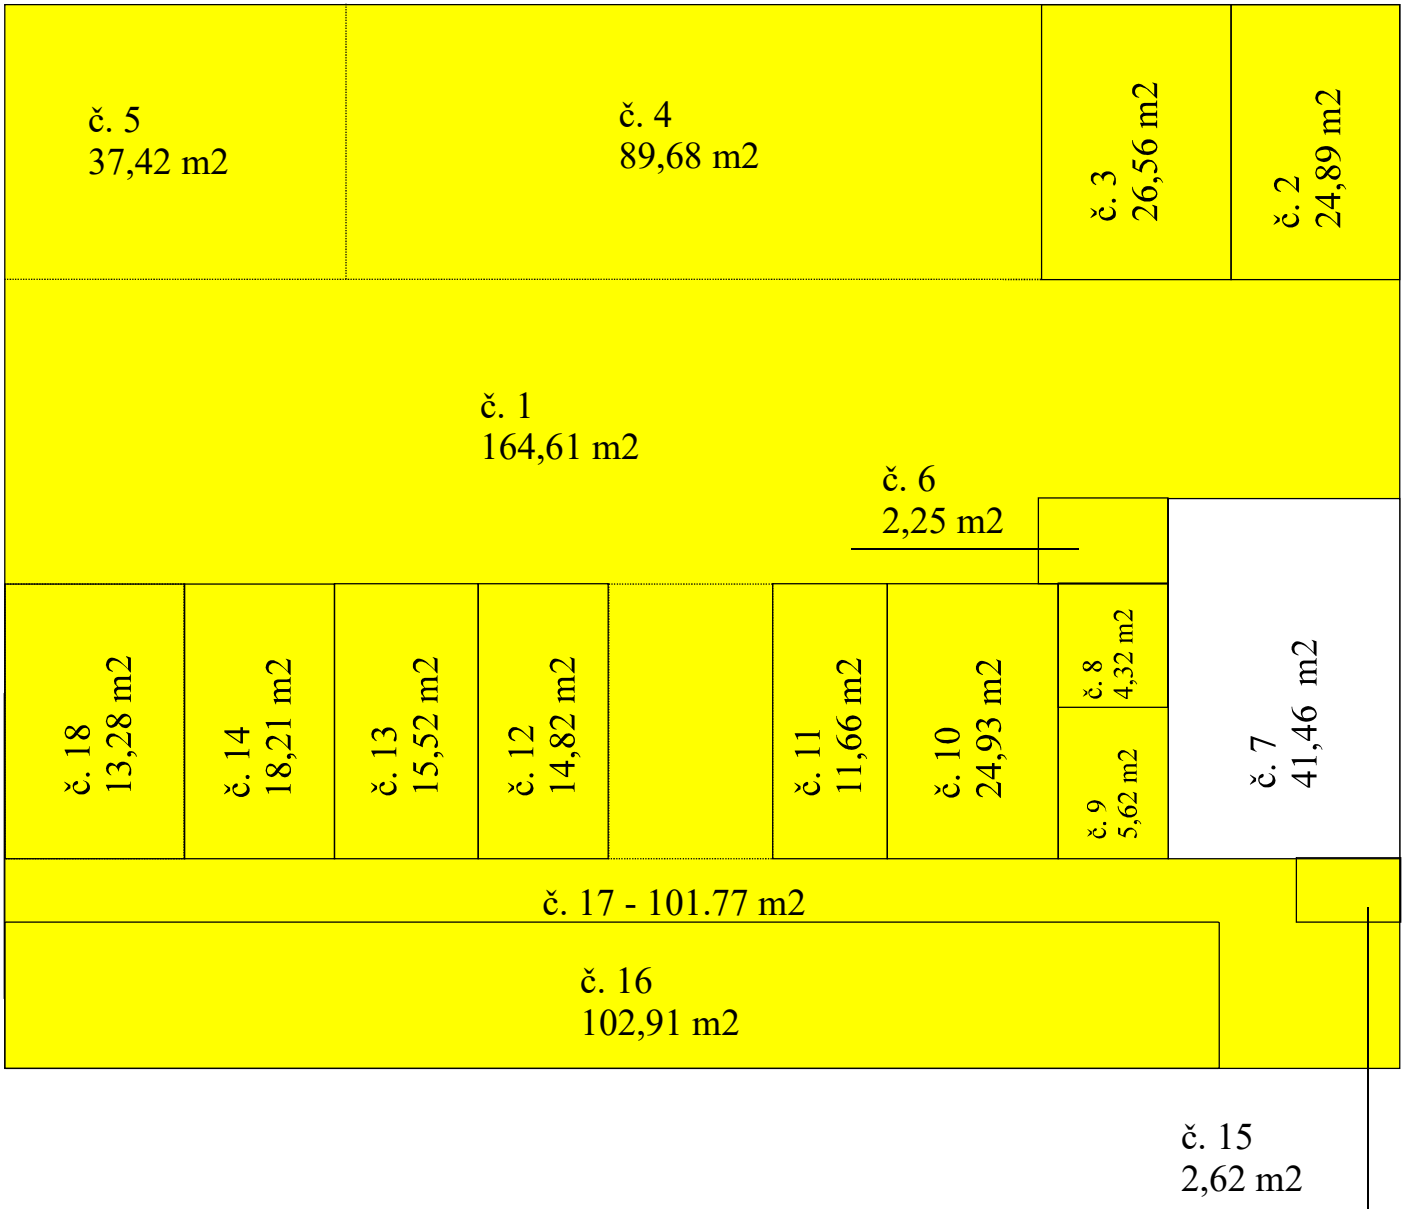 č. 5
37,42 m2
č. 4
89,68 m2
č. 3
26,56 m2
č. 2
24,89 m2
č. 1
164,61 m2
č. 6
2,25 m2
č. 18
13,28 m2
č. 14
18,21 m2
č. 13
15,52 m2
č. 12
14,82 m2
č. 11
11,66 m2
č. 10
24,93 m2
č. 8
4,32 m2
č. 9
5,62 m2
č. 7
41,46 m2
č. 17 - 101.77 m2
č. 16
102,91 m2
č. 15
2,62 m2